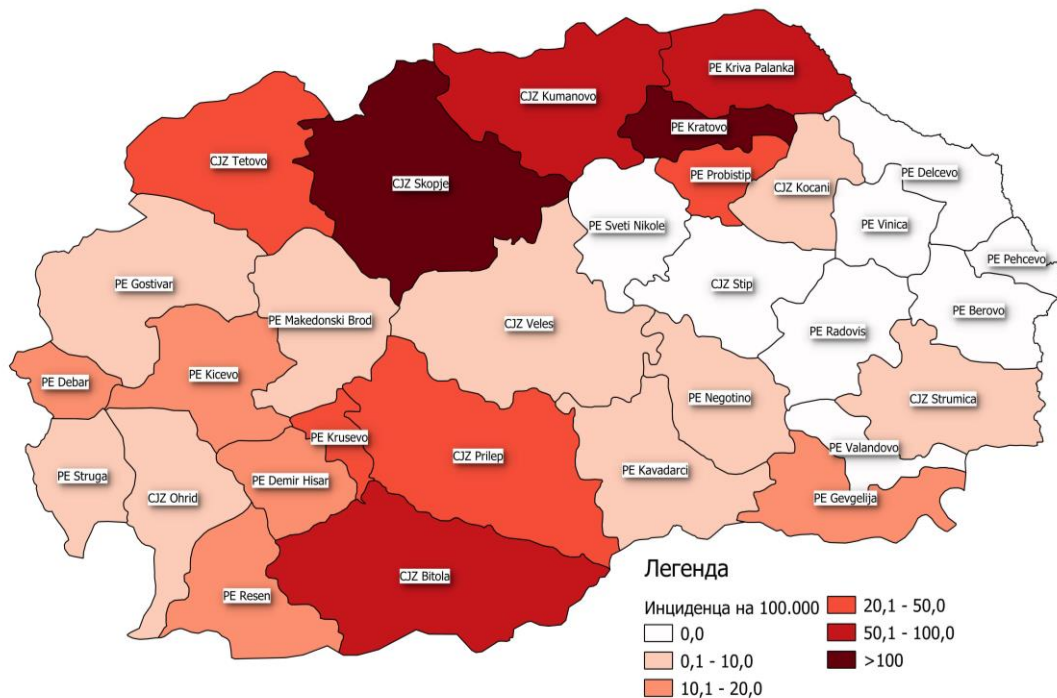 PE Kriva Palanka
CJZ Kumanovo
PE Kratovo
CJZ Tetovo
CJZ Skopje
PE Probistip
CJZ Kocani
PE Delcevo
PE Sveti Nikole
PE Vinica
PE Pehcevo
PE Gostivar
CJZ Stip
PE Berovo
PE Makedonski Brod
CJZ Veles
PE Radovis
PE Debar
PE Kicevo
PE Negotino
CJZ Strumica
PE Krusevo
PE Valandovo
PE Struga
CJZ Ohrid
PE Demir Hisar
CJZ Prilep
PE Kavadarci
PE Gevgelija
PE Resen
CJZ Bitola
Легенда
Инциденца на 100.000
0,0
0,1 - 10,0
10,1 - 20,0
20,1 - 50,0
50,1 - 100,0
>100